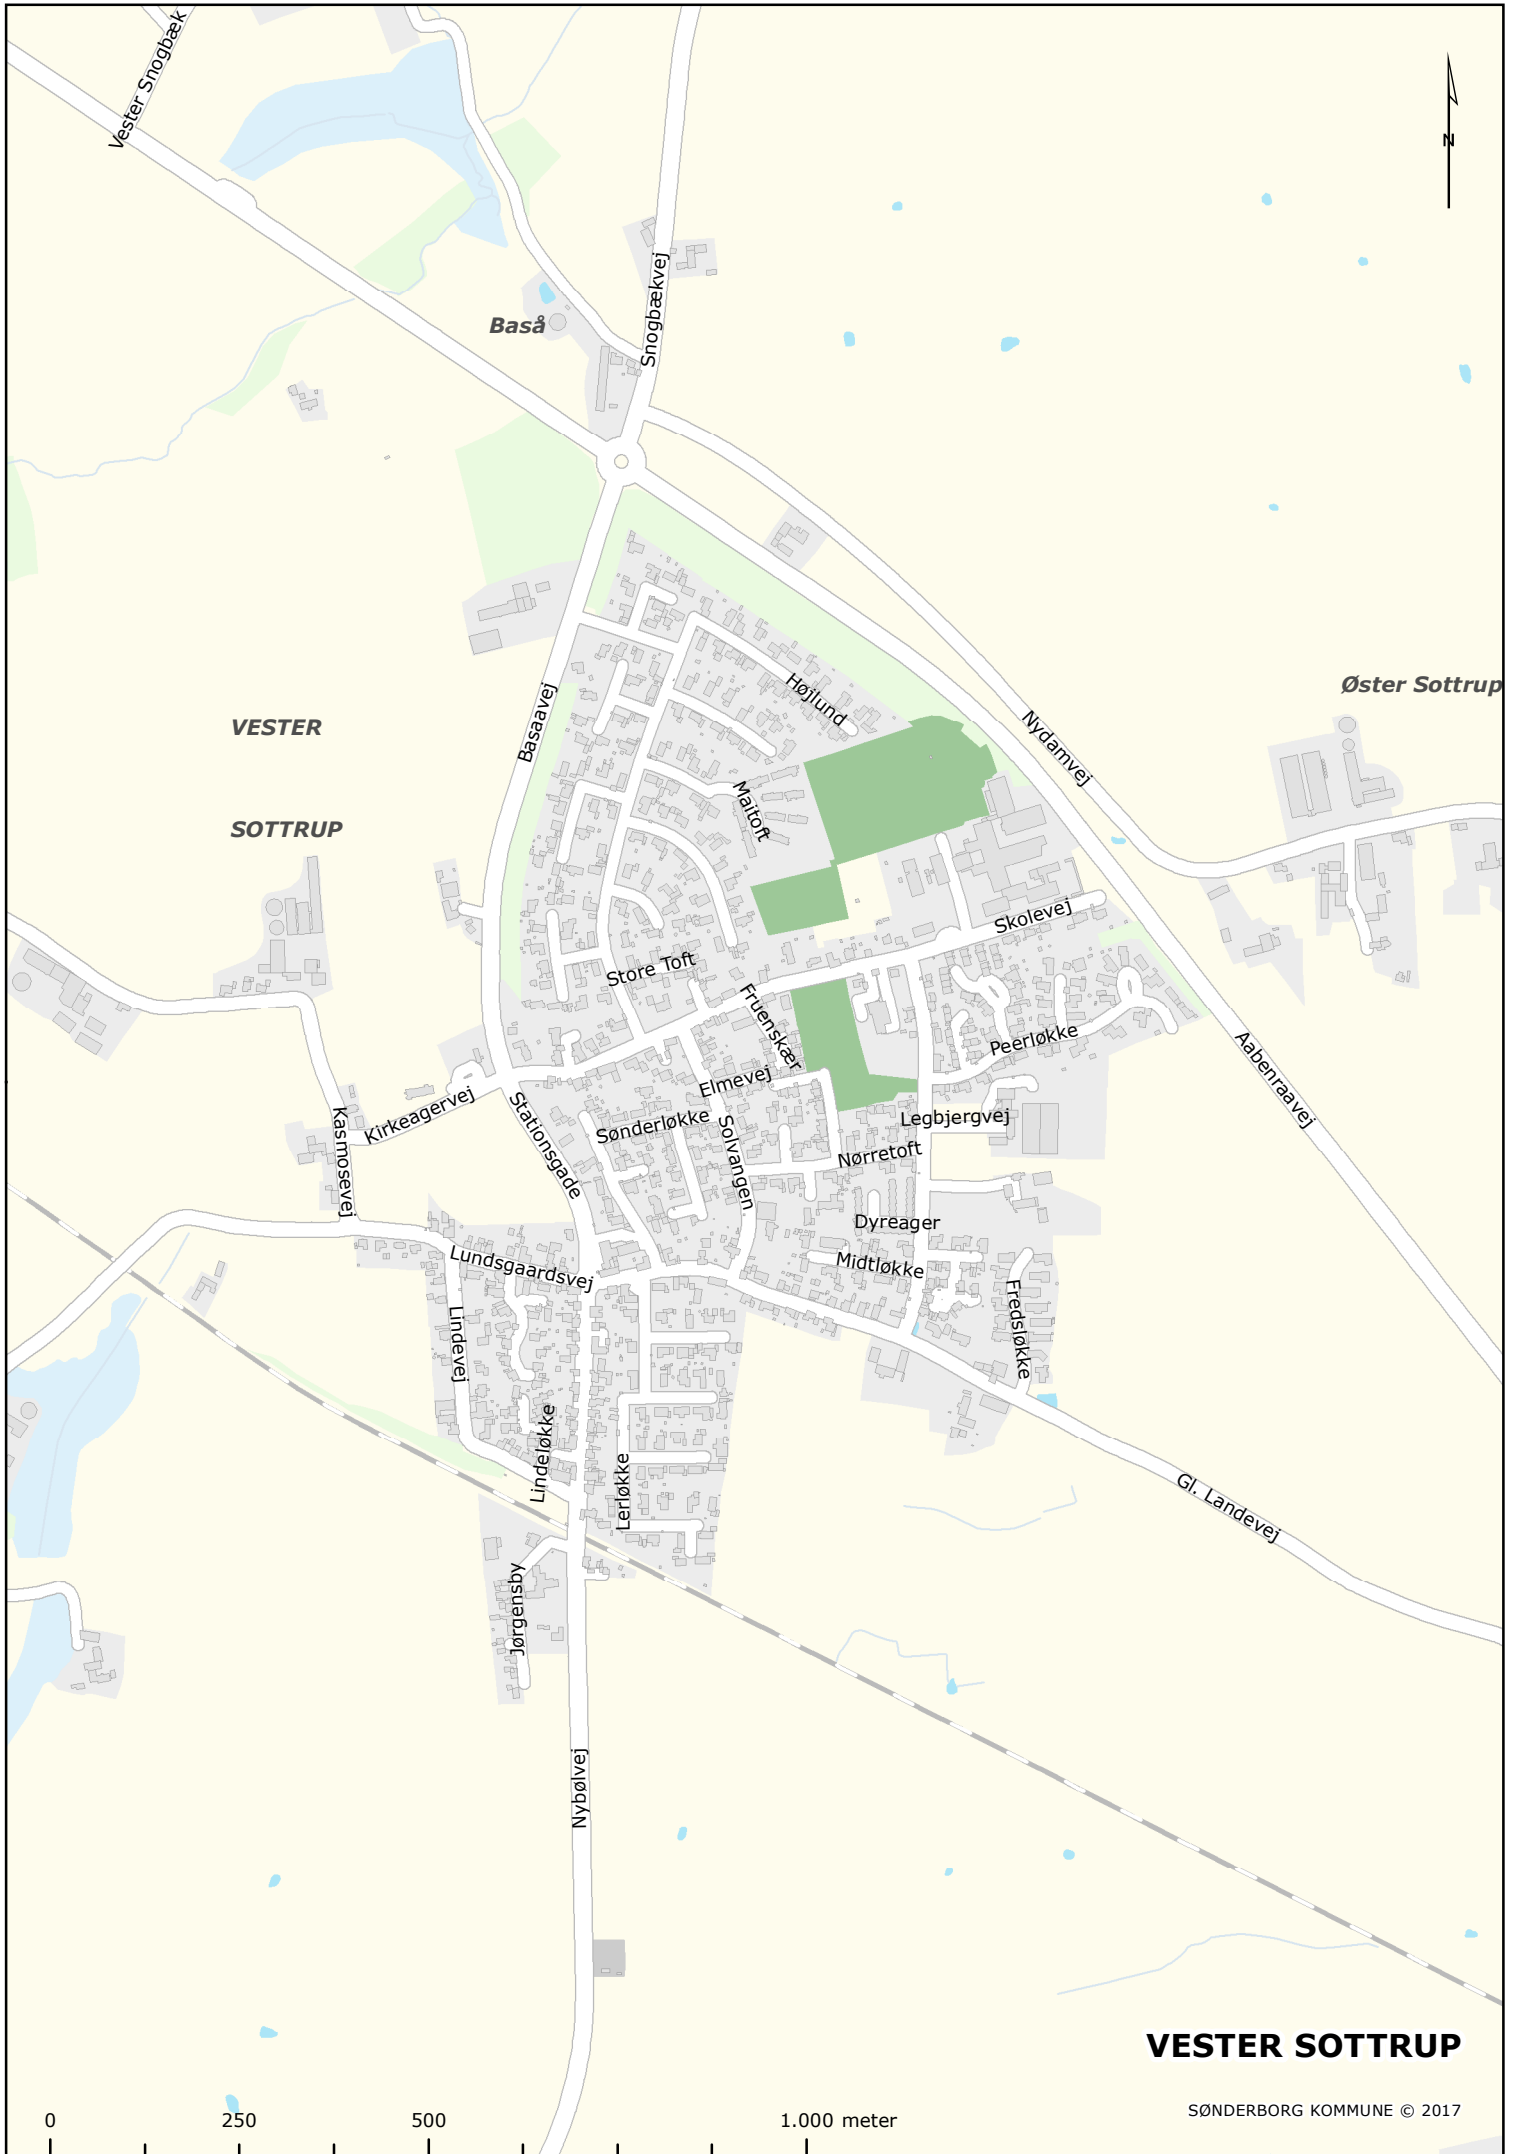 Vester Snogbæk
N
Snogbækvej
Baså
Øster Sottrup
Højlund
Basaavej
VESTER
Nydamvej
Maitoft
SOTTRUP
Skolevej
Store Toft
Fruenskær
Peerløkke
Aabenraavej
Elmevej
Kirkeagervej
Stationsgade
Kasmosevej
Sønderløkke
Solvangen
Legbjergvej
Nørretoft
Dyreager
Lundsgaardsvej
Midtløkke
Fredsløkke
Lindevej
Lindeløkke
Lerløkke
Gl. Landevej
Jørgensby
Nybølvej
VESTER SOTTRUP
SØNDERBORG KOMMUNE © 2017
0 250 500 1.000 meter